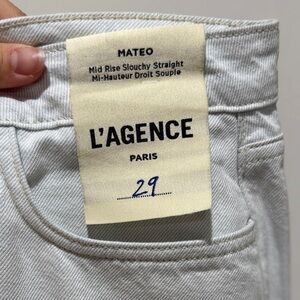 MATEO
Mid Rise Slouchy Straight
Mi-Hauteur Droit Souple
L'AGENCE
PARIS
29